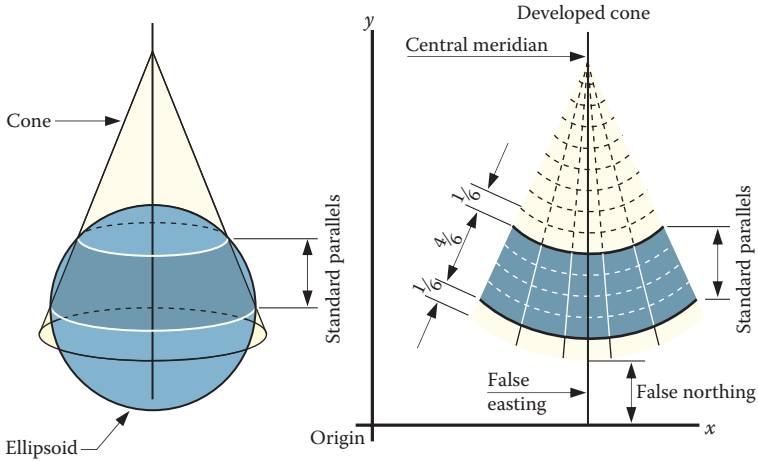 Cone
Standard parallels
Ellipsoid
Developed cone
y
Central meridian
1/6
4/6
1/6
Standard parallels
False
easting
False northing
Origin
x